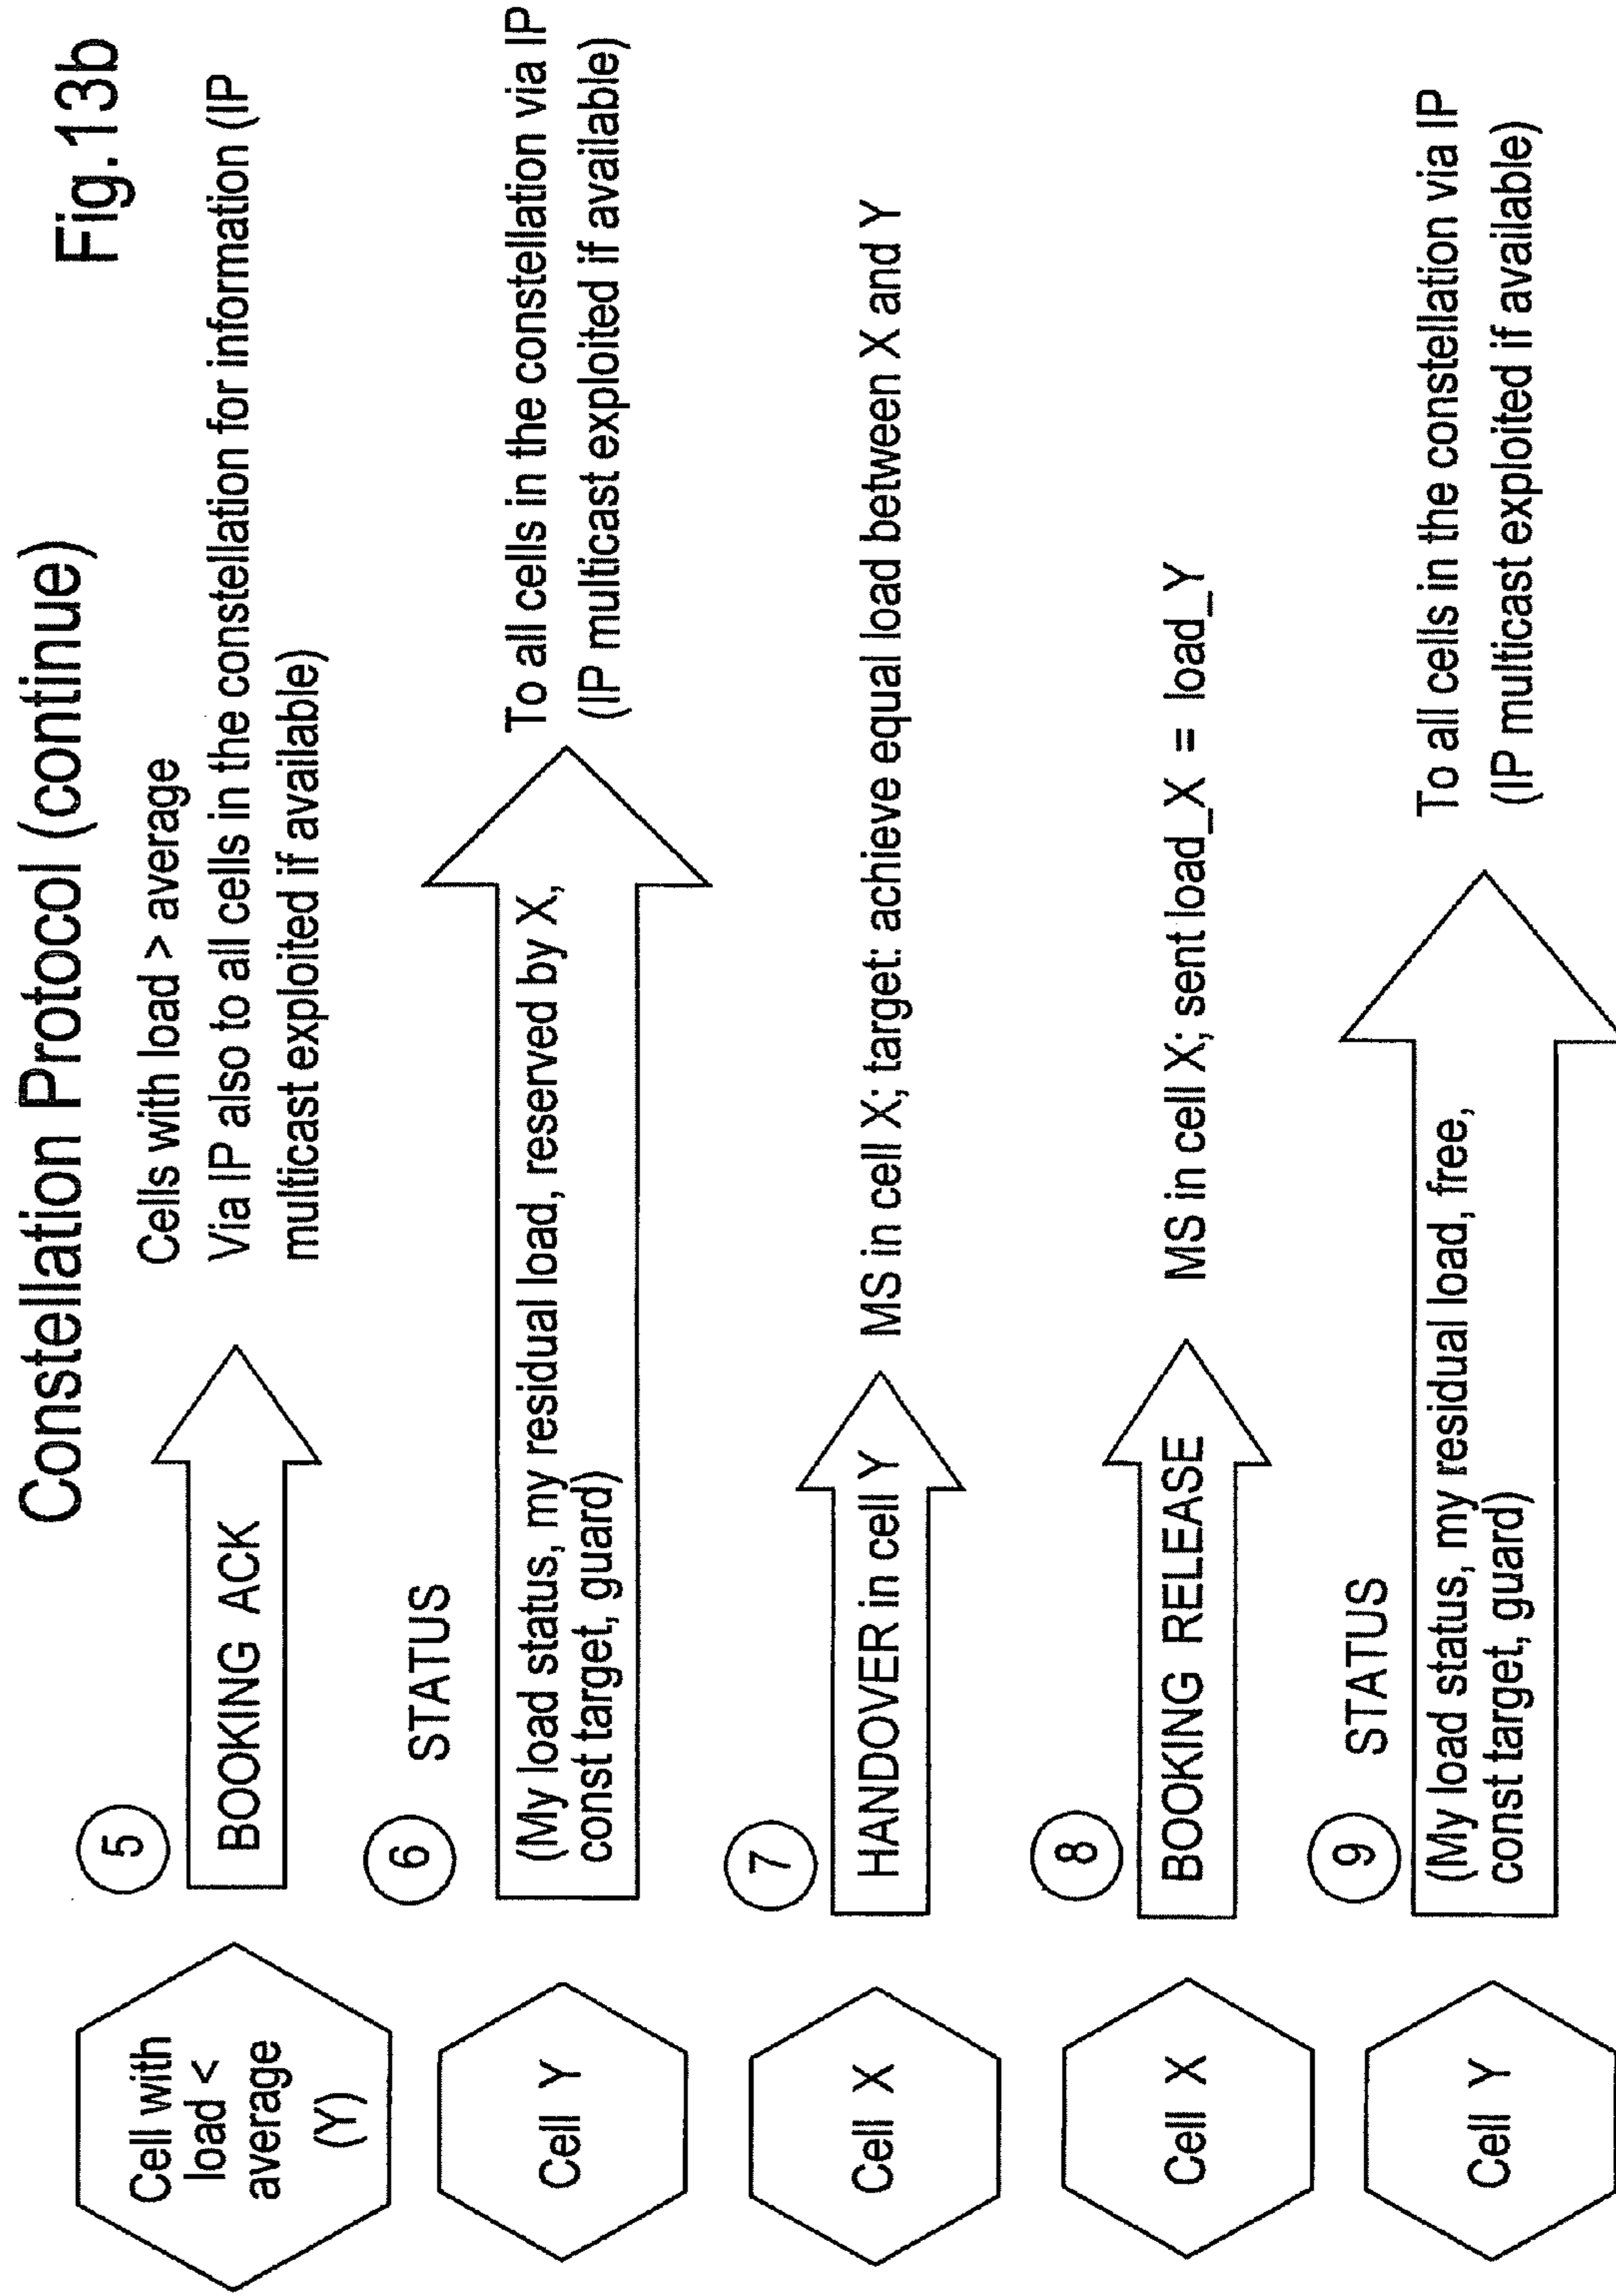 Constellation Protocol (continue)
Fig.13b
Cell with
load <
average
(Y)
5
BOOKING ACK
Cells with load > average
Via IP also to all cells in the constellation for information (IP
multicast exploited if available)
Cell Y
6
STATUS
(My load status, my residual load, reserved by X,
const target, guard)
To all cells in the constellation via IP
(IP multicast exploited if available)
Cell X
7
HANDOVER in cell Y
MS in cell X; target: achieve equal load between X and Y
Cell X
8
BOOKING RELEASE
MS in cell X; sent load_X = load_Y
Cell Y
9
STATUS
(My load status, my residual load, free,
const target, guard)
To all cells in the constellation via IP
(IP multicast exploited if available)